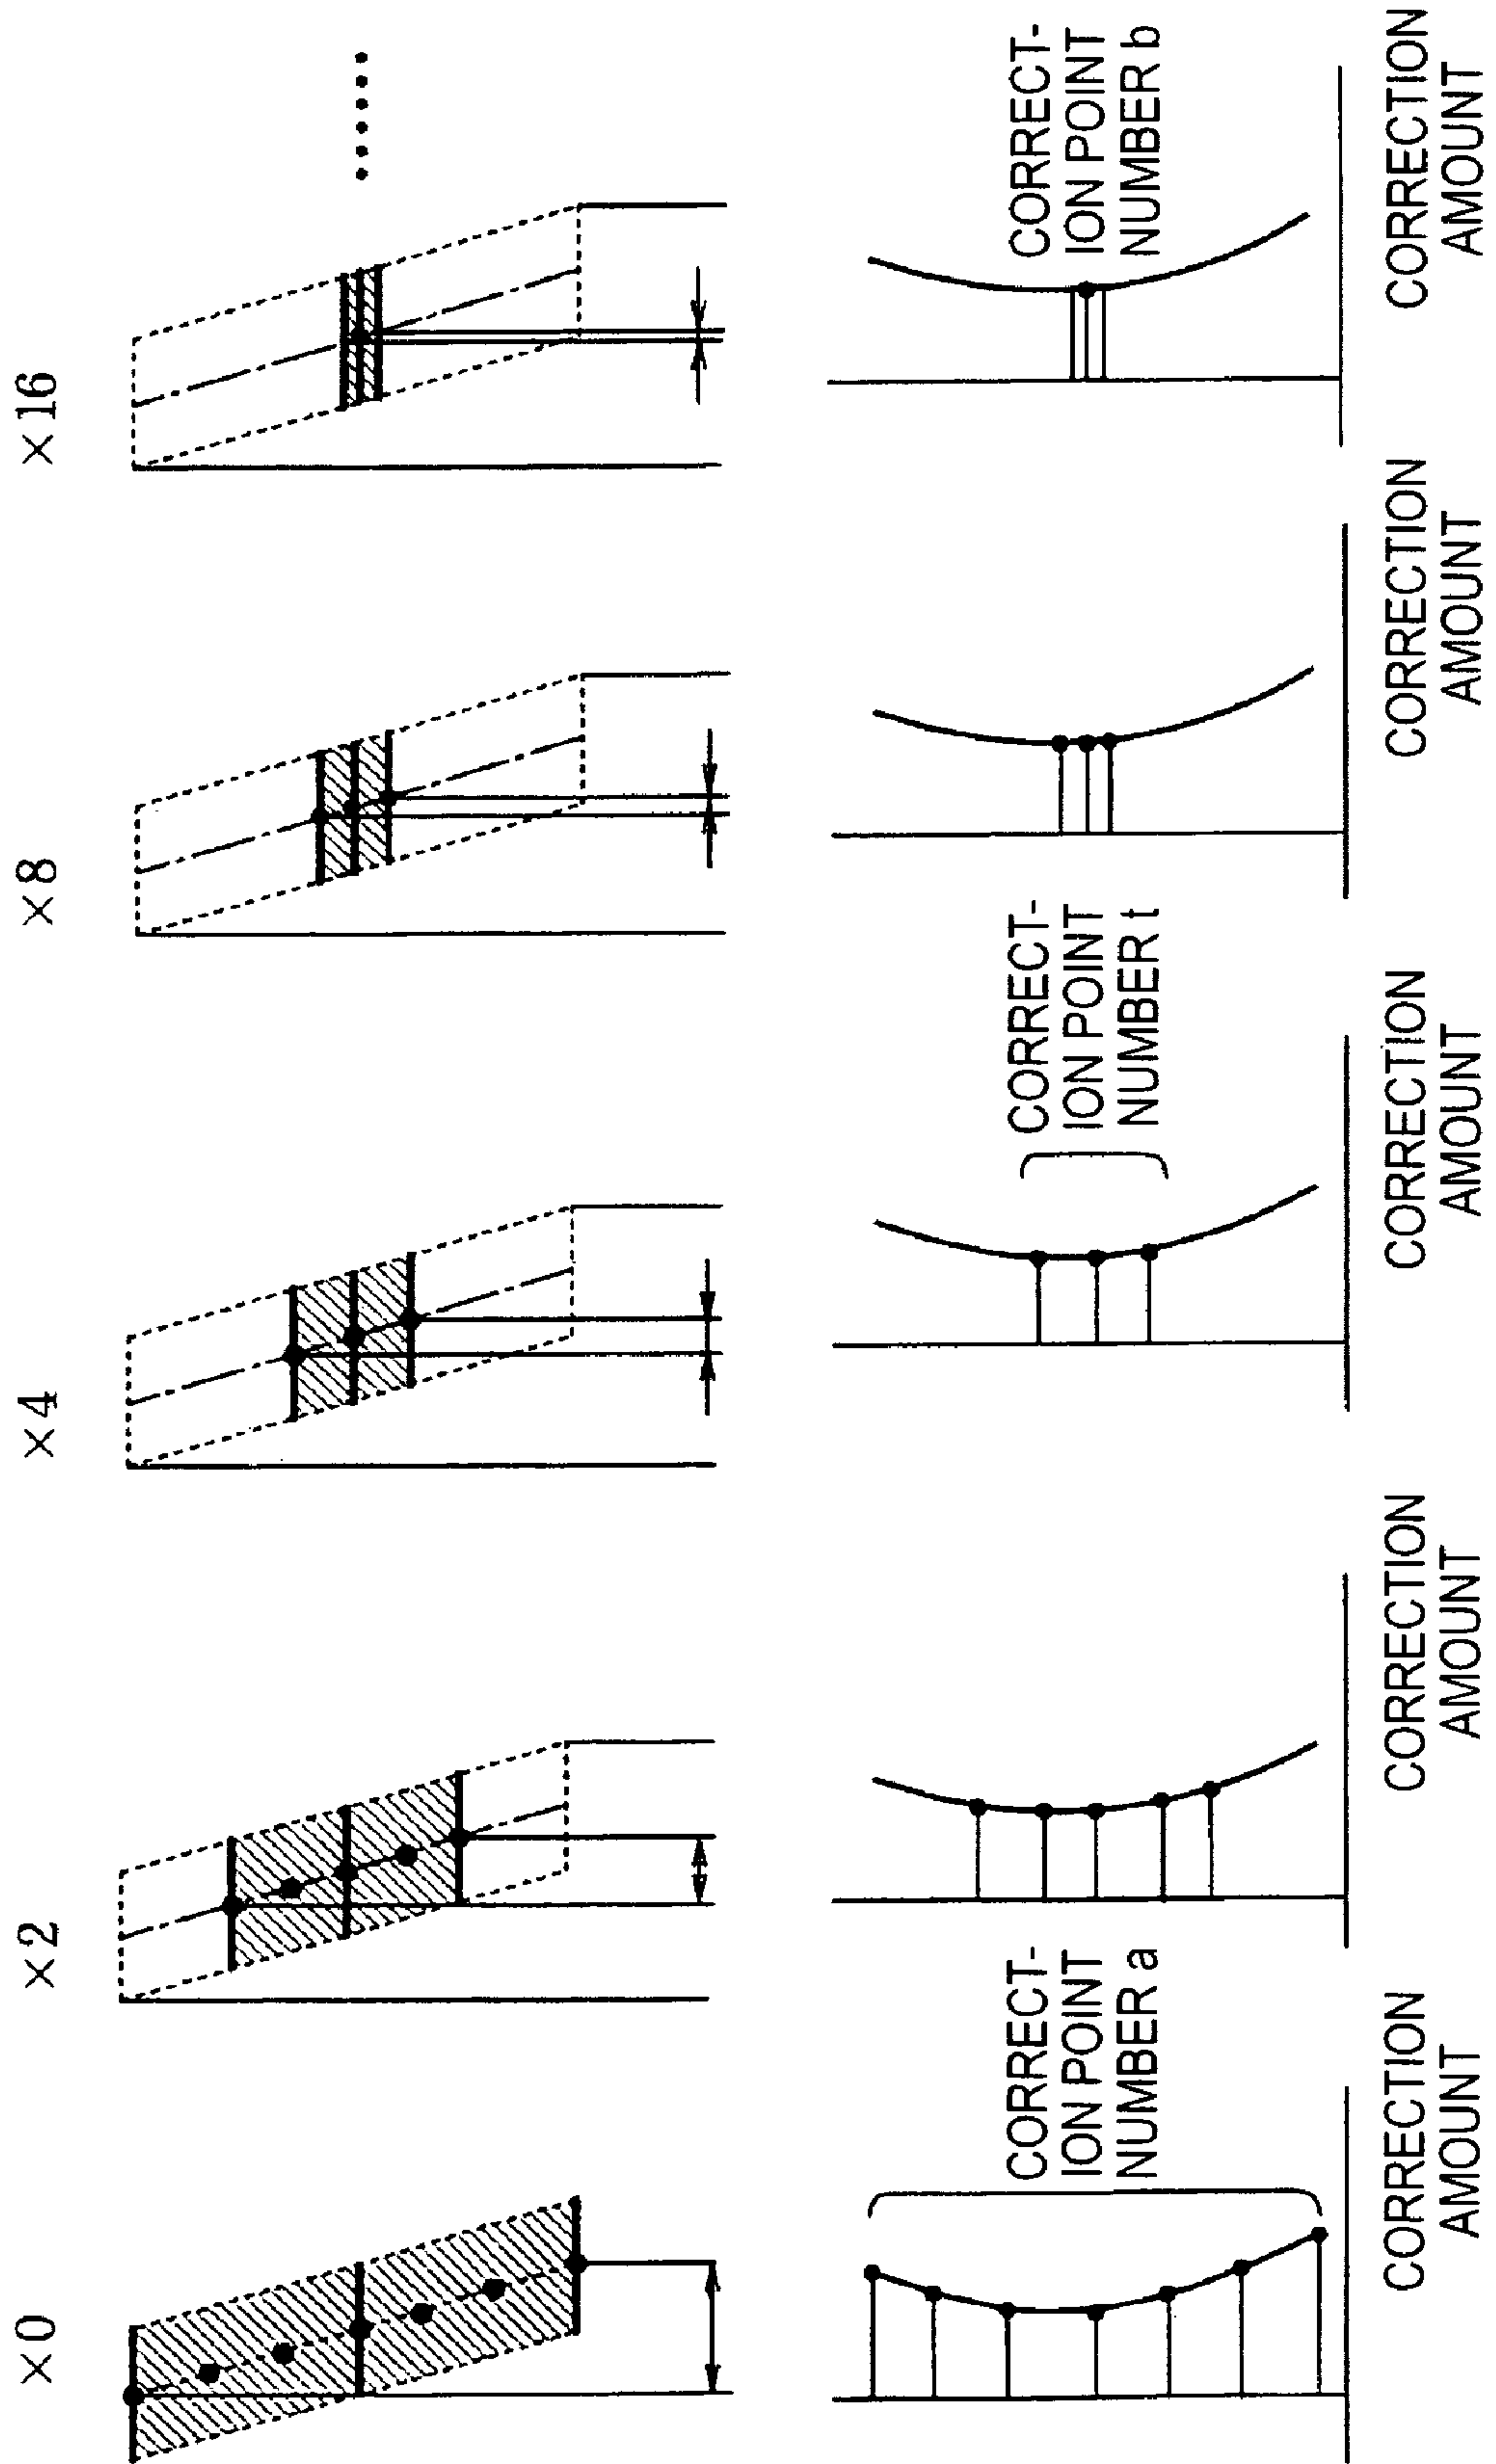 ×0
×2
×4
×8
×16
CORRECT-
ION POINT
NUMBER a
CORRECT-
ION POINT
NUMBER t
CORRECT-
ION POINT
NUMBER b
CORRECTION
AMOUNT
CORRECTION
AMOUNT
CORRECTION
AMOUNT
CORRECTION
AMOUNT
CORRECTION
AMOUNT